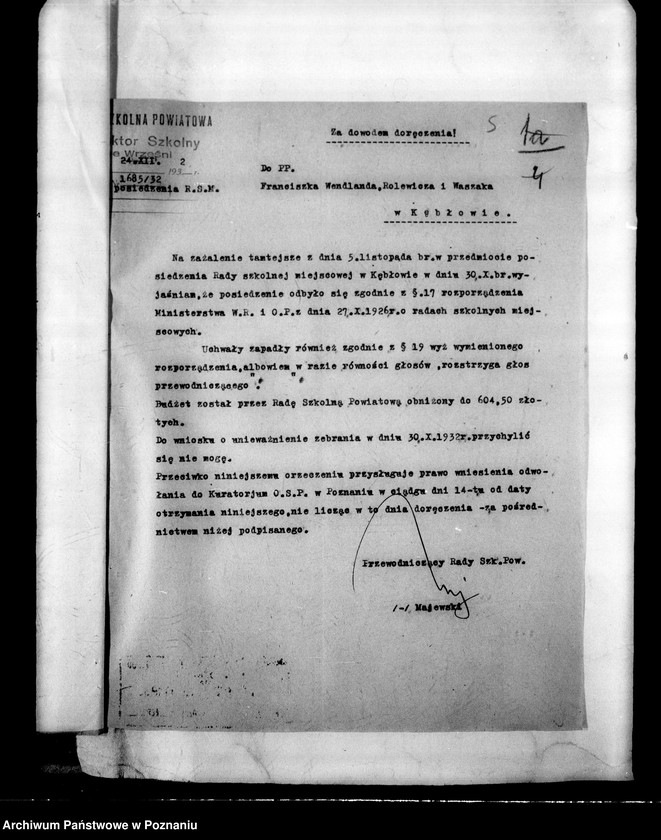 ZKOLNA POWIATOWA
ktor Szkolny
e Wrześni
24.XII. 193 2 r.
1685/32
posiedzenia R.S.M.
Za dowodem doręczenia!
5
1a
4
Do PP.
Franciszka Wendlanda,Rolewicza i Waszaka
w Kębłowie.
Na zażalenie tamtejsze z dnia 5.listopada br.w przedmiocie po-
siedzenia Rady szkolnej miejscowej w Kębłowie w dniu 30.X.br.wy-
jaśniam,że posiedzenie odbyło się zgodnie z §.17 rozporządzenia
Ministerstwa W.R. i O.P.z dnia 27.X.1926r.o radach szkolnych miej-
scowych.
Uchwały zapadły również zgodnie z § 19 wyż wymienionego
rozporządzenia,albowiem "w razie równości głosów ,rozstrzyga głos
przewodniczącego".
Budżet został przez Radę Szkolną Powiatową obniżony do 604,50 zło-
tych.
Do wniosku o unieważnienie zebrania w dniu 30.X.1932r.przychylić
się nie mogę.
Przeciwko niniejszemu orzeczeniu przysługuje prawo wniesienia odwo-
łania do Kuratorjum O.S.P. w Poznaniu w ciągu dni 14-tu od daty
otrzymania niniejszego,nie licząc w to dnia doręczenia -za pośred-
nictwem niżej podpisanego.
Przewodniczący Rady Szk.Pow.
/-/ Majewski
Archiwum Państwowe w Poznaniu